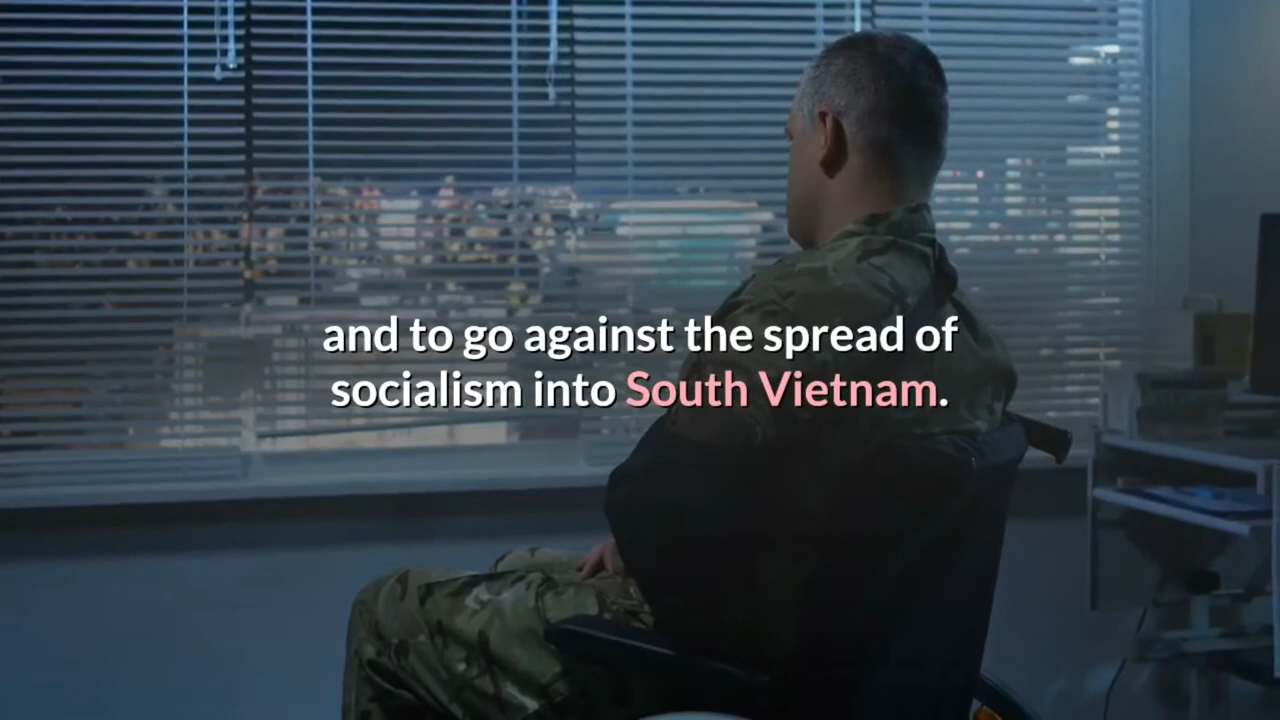 and to go against the spread of
socialism into South Vietnam.